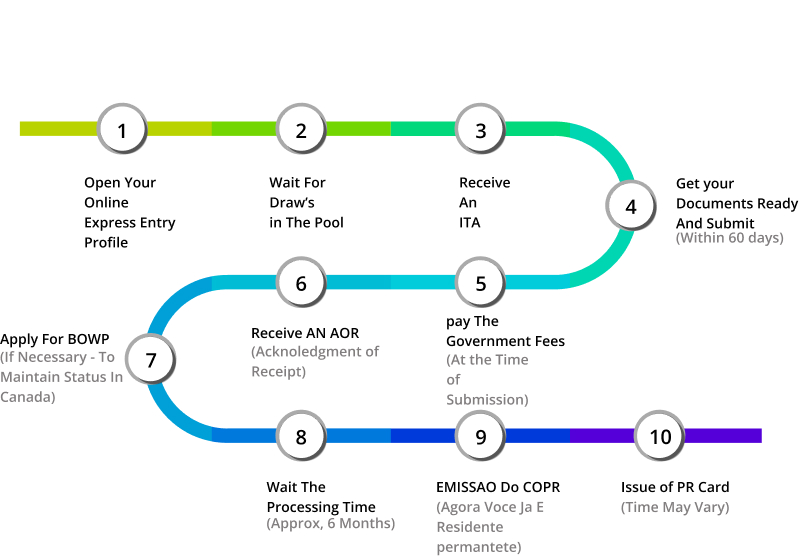 1
Open Your
Online
Express Entry
Profile
2
Wait For
Draw's
in The Pool
3
Receive
An
ITA
4
Get your
Documents Ready
And Submit
(Within 60 days)
5
pay The
Government Fees
(At the Time
of
Submission)
6
Receive AN AOR
(Acknoledgment of
Receipt)
7
Apply For BOWP
(If Necessary - To
Maintain Status In
Canada)
8
Wait The
Processing Time
(Approx, 6 Months)
9
EMISSAO Do COPR
(Agora Voce Ja E
Residente
permantete)
10
Issue of PR Card
(Time May Vary)